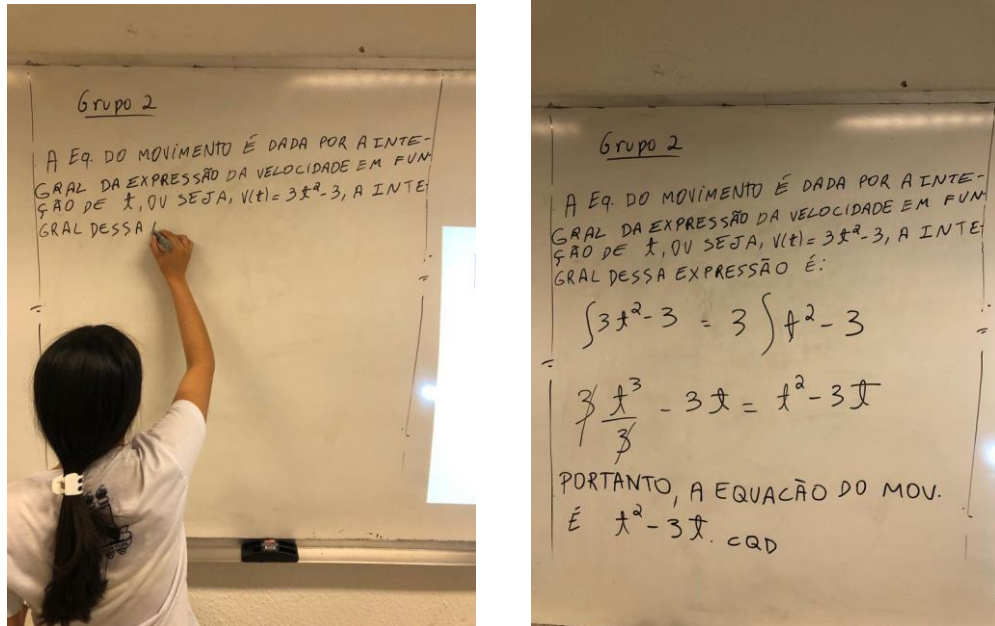 Grupo 2
A EQ. DO MOVIMENTO É DADA POR A INTE-
GRAL DA EXPRESSÃO DA VELOCIDADE EM FUN-
ÇÃO DE t, OU SEJA, V(t) = 3t²-3, A INTE-
GRAL DESSA
Grupo 2
A EQ. DO MOVIMENTO É DADA POR A INTE-
GRAL DA EXPRESSÃO DA VELOCIDADE EM FUN-
ÇÃO DE t, OU SEJA, V(t) = 3t²-3, A INTE-
GRAL DESSA EXPRESSÃO É:
∫3t²-3 = 3∫t²-3
3 t³/3 - 3t = t²-3t
PORTANTO, A EQUACÃO DO MOV.
É t²-3t. CQD